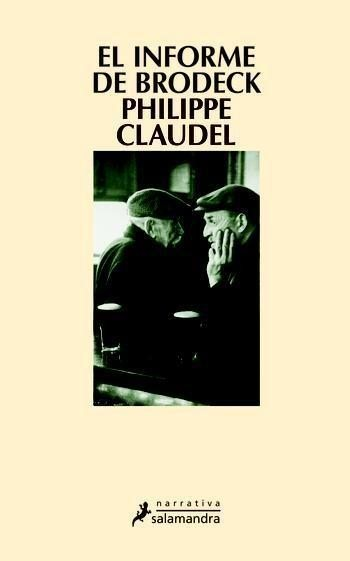 EL INFORME
DE BRODECK
PHILIPPE
CLAUDEL
narrativa
salamandra